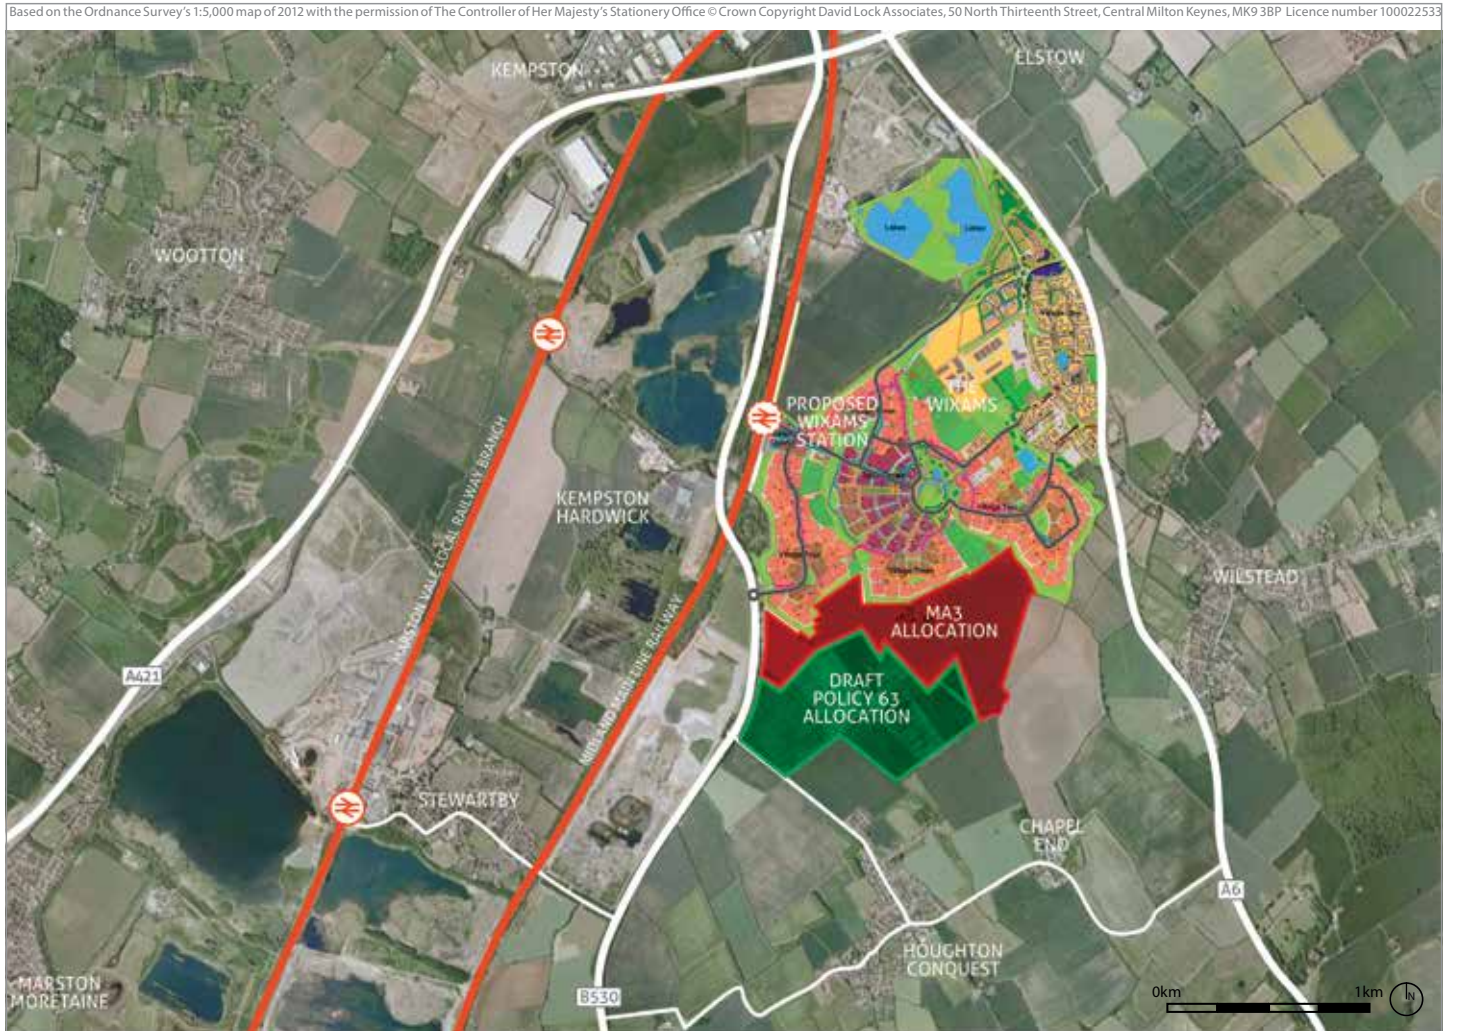 Based on the Ordnance Survey's 1:5,000 map of 2012 with the permission of The Controller of Her Majesty's Stationery Office © Crown Copyright David Lock Associates, 50 North Thirteenth Street, Central Milton Keynes, MK9 3BP Licence number 100022533
KEMPSTON
ELSTOW
WOOTTON
Lakes
Lakes
THE
WIXAMS
PROPOSED
WIXAMS
STATION
KEMPSTON
HARDWICK
MARSTON VALE LOCAL RAILWAY BRANCH
MIDLAND MAIN LINE RAILWAY
WILSTEAD
MA3
ALLOCATION
A421
DRAFT
POLICY 63
ALLOCATION
STEWARTBY
CHAPEL
END
A6
HOUGHTON
CONQUEST
MARSTON
MORETAINE
B530
0km
1km
N